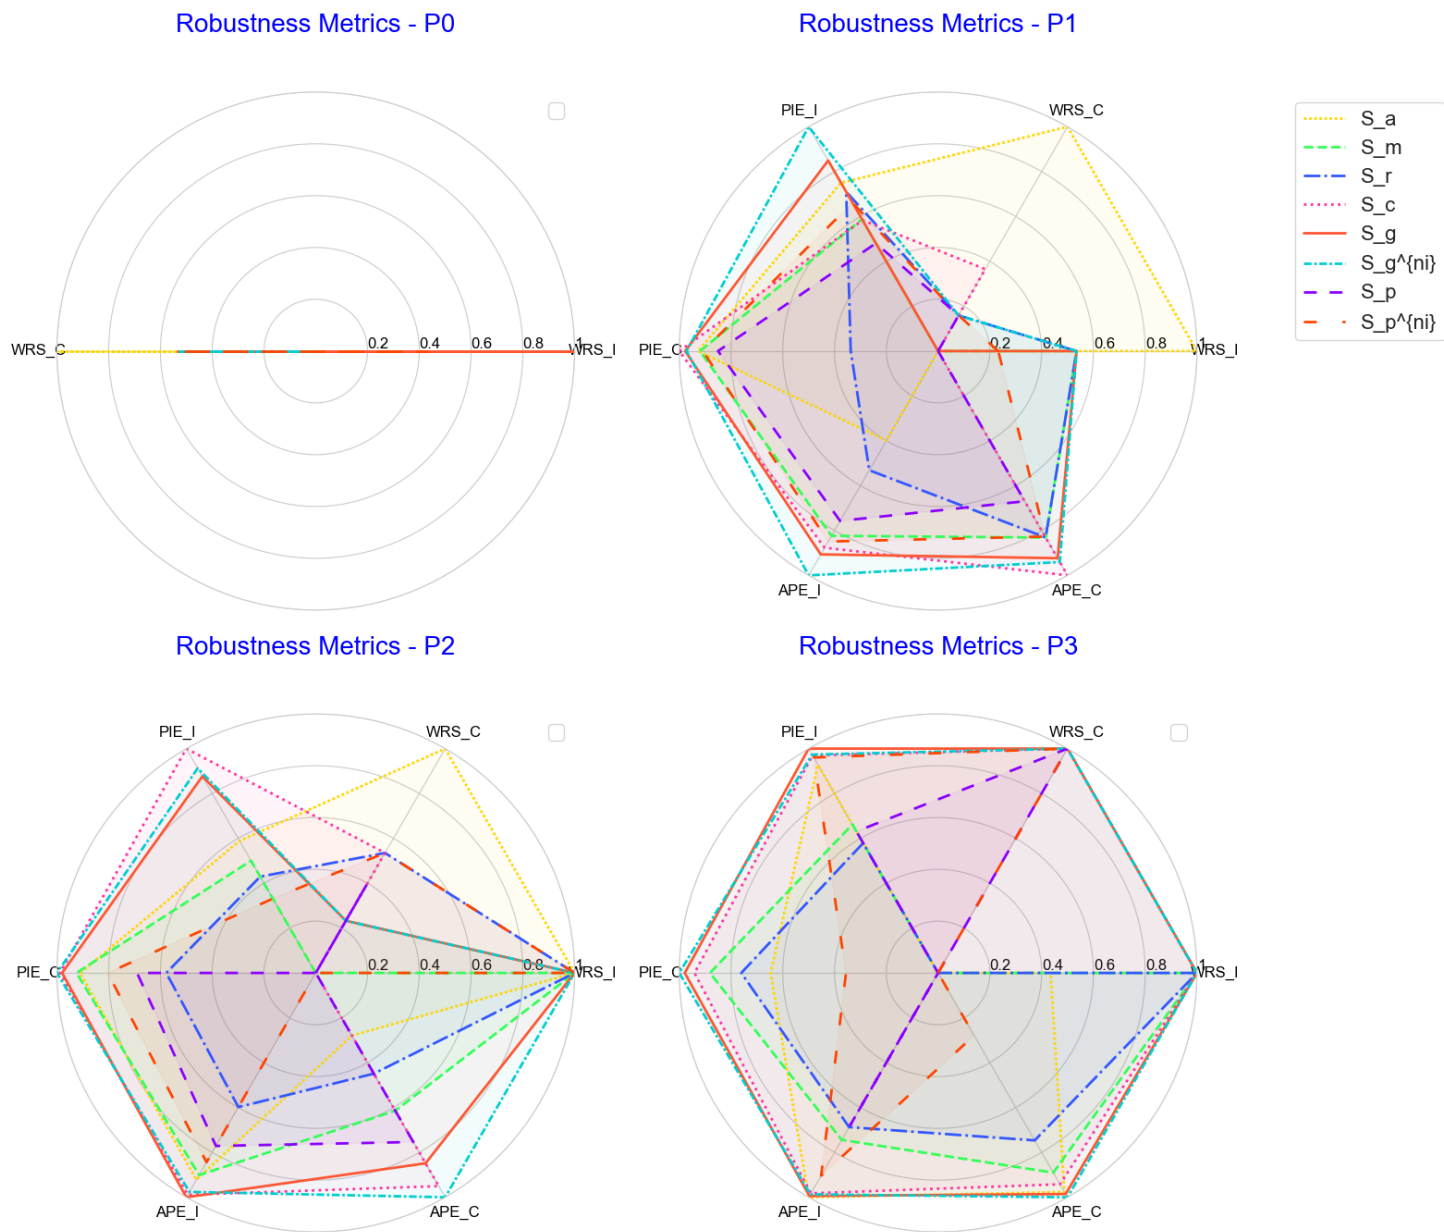 Robustness Metrics - P0
WRS_C
0.2
0.4
0.6
0.8
1
WRS_I
Robustness Metrics - P1
PIE_I
WRS_C
PIE_C
0.2
0.4
0.6
0.8
1
WRS_I
APE_I
APE_C
S_a
S_m
S_r
S_c
S_g
S_g^{ni}
S_p
S_p^{ni}
Robustness Metrics - P2
PIE_I
WRS_C
PIE_C
0.2
0.4
0.6
0.8
1
WRS_I
APE_I
APE_C
Robustness Metrics - P3
PIE_I
WRS_C
PIE_C
0.2
0.4
0.6
0.8
1
WRS_I
APE_I
APE_C